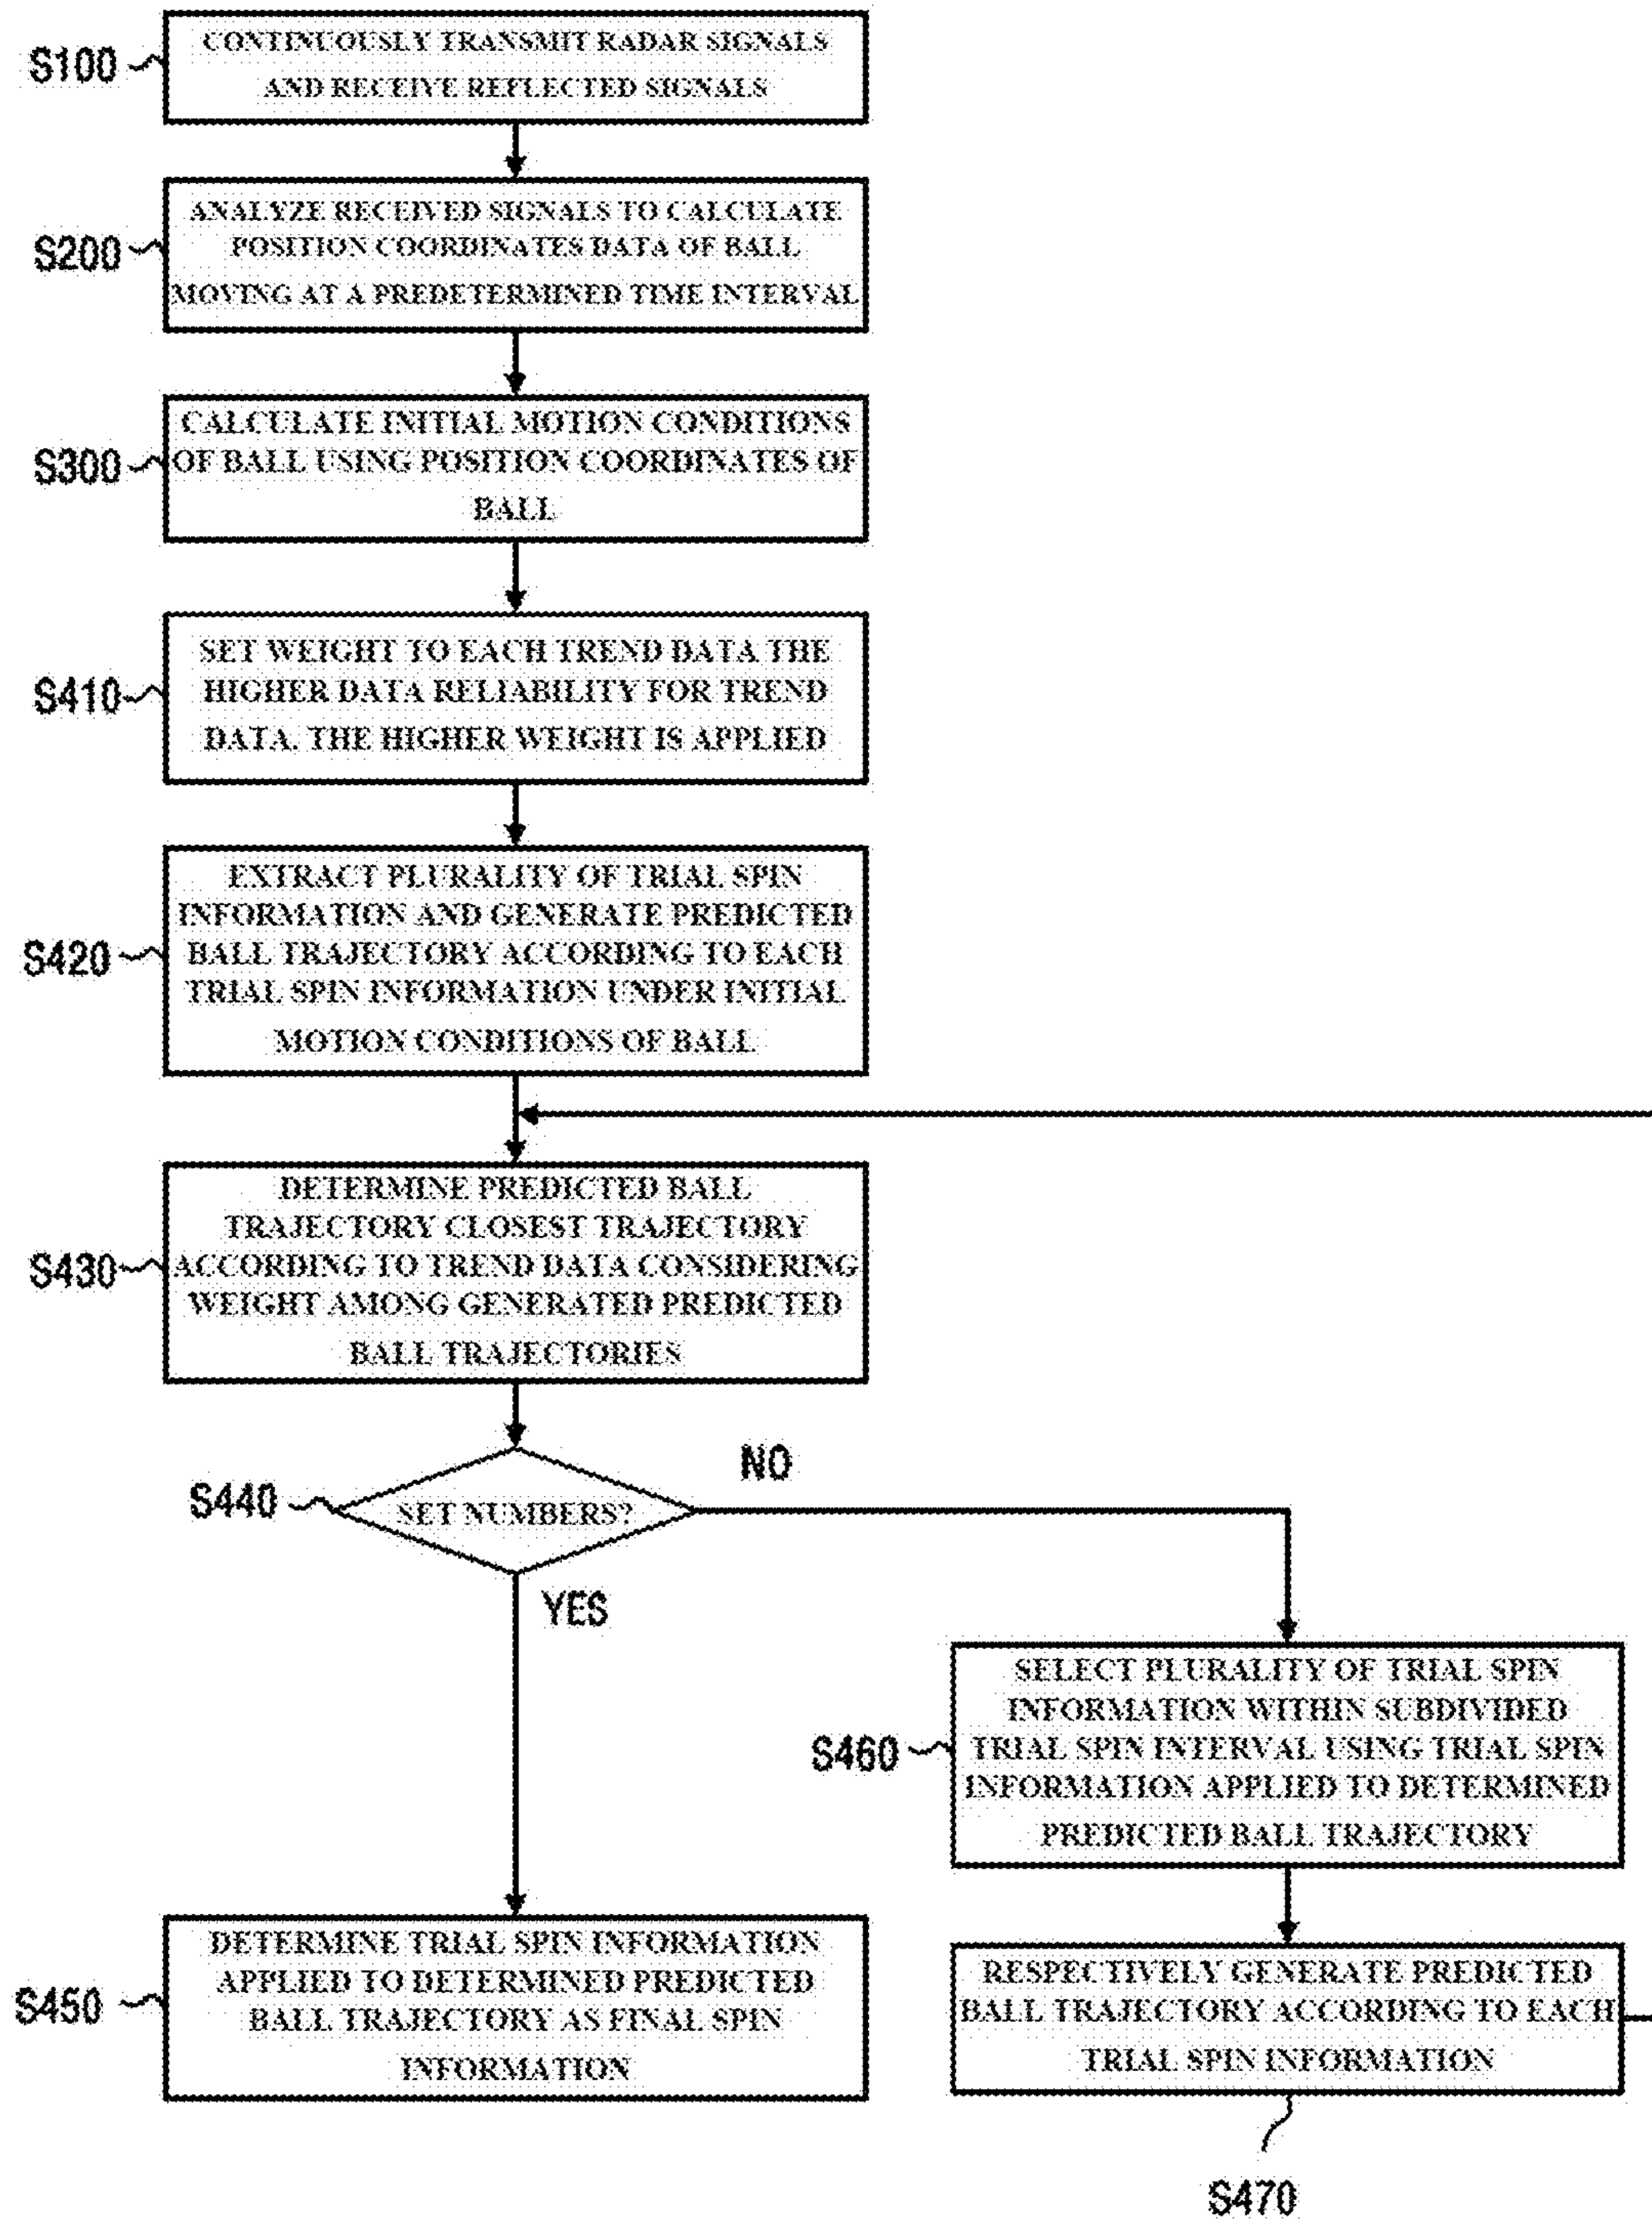 S100
CONTINUOUSLY TRANSMIT RADAR SIGNALS
AND RECEIVE REFLECTED SIGNALS
S200
ANALYZE RECEIVED SIGNALS TO CALCULATE
POSITION COORDINATES DATA OF BALL
MOVING AT A PREDETERMINED TIME INTERVAL
S300
CALCULATE INITIAL MOTION CONDITIONS
OF BALL USING POSITION COORDINATES OF
BALL
S410
SET WEIGHT TO EACH TREND DATA THE
HIGHER DATA RELIABILITY FOR TREND
DATA. THE HIGHER WEIGHT IS APPLIED
S420
EXTRACT PLURALITY OF TRIAL SPIN
INFORMATION AND GENERATE PREDICTED
BALL TRAJECTORY ACCORDING TO EACH
TRIAL SPIN INFORMATION UNDER INITIAL
MOTION CONDITIONS OF BALL
S430
DETERMINE PREDICTED BALL
TRAJECTORY CLOSEST TRAJECTORY
ACCORDING TO TREND DATA CONSIDERING
WEIGHT AMONG GENERATED PREDICTED
BALL TRAJECTORIES
S440
SET NUMBERS?
NO
YES
S460
SELECT PLURALITY OF TRIAL SPIN
INFORMATION WITHIN SUBDIVIDED
TRIAL SPIN INTERVAL USING TRIAL SPIN
INFORMATION APPLIED TO DETERMINED
PREDICTED BALL TRAJECTORY
S450
DETERMINE TRIAL SPIN INFORMATION
APPLIED TO DETERMINED PREDICTED
BALL TRAJECTORY AS FINAL SPIN
INFORMATION
RESPECTIVELY GENERATE PREDICTED
BALL TRAJECTORY ACCORDING TO EACH
TRIAL SPIN INFORMATION
S470